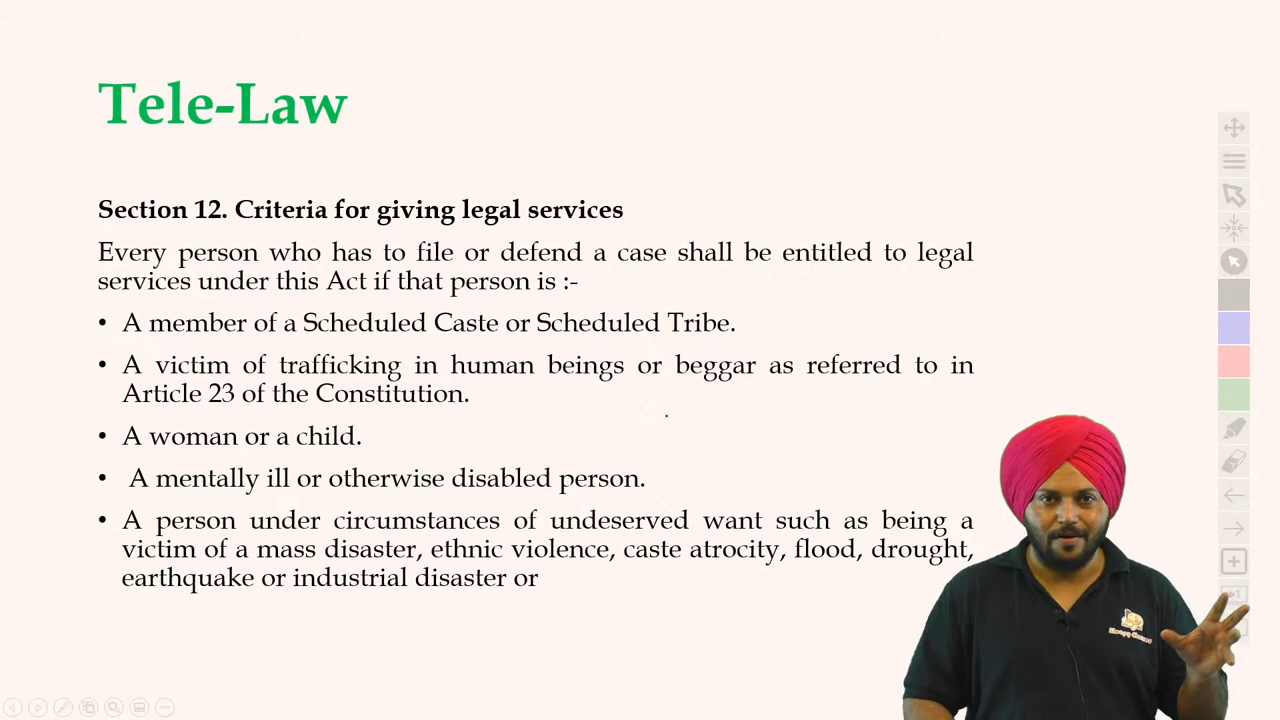 Tele-Law
Section 12. Criteria for giving legal services
Every person who has to file or defend a case shall be entitled to legal
services under this Act if that person is :-
• A member of a Scheduled Caste or Scheduled Tribe.
• A victim of trafficking in human beings or beggar as referred to in
Article 23 of the Constitution.
• A woman or a child.
• A mentally ill or otherwise disabled person.
• A person under circumstances of undeserved want such as being a
victim of a mass disaster, ethnic violence, caste atrocity, flood, drought,
earthquake or industrial disaster or